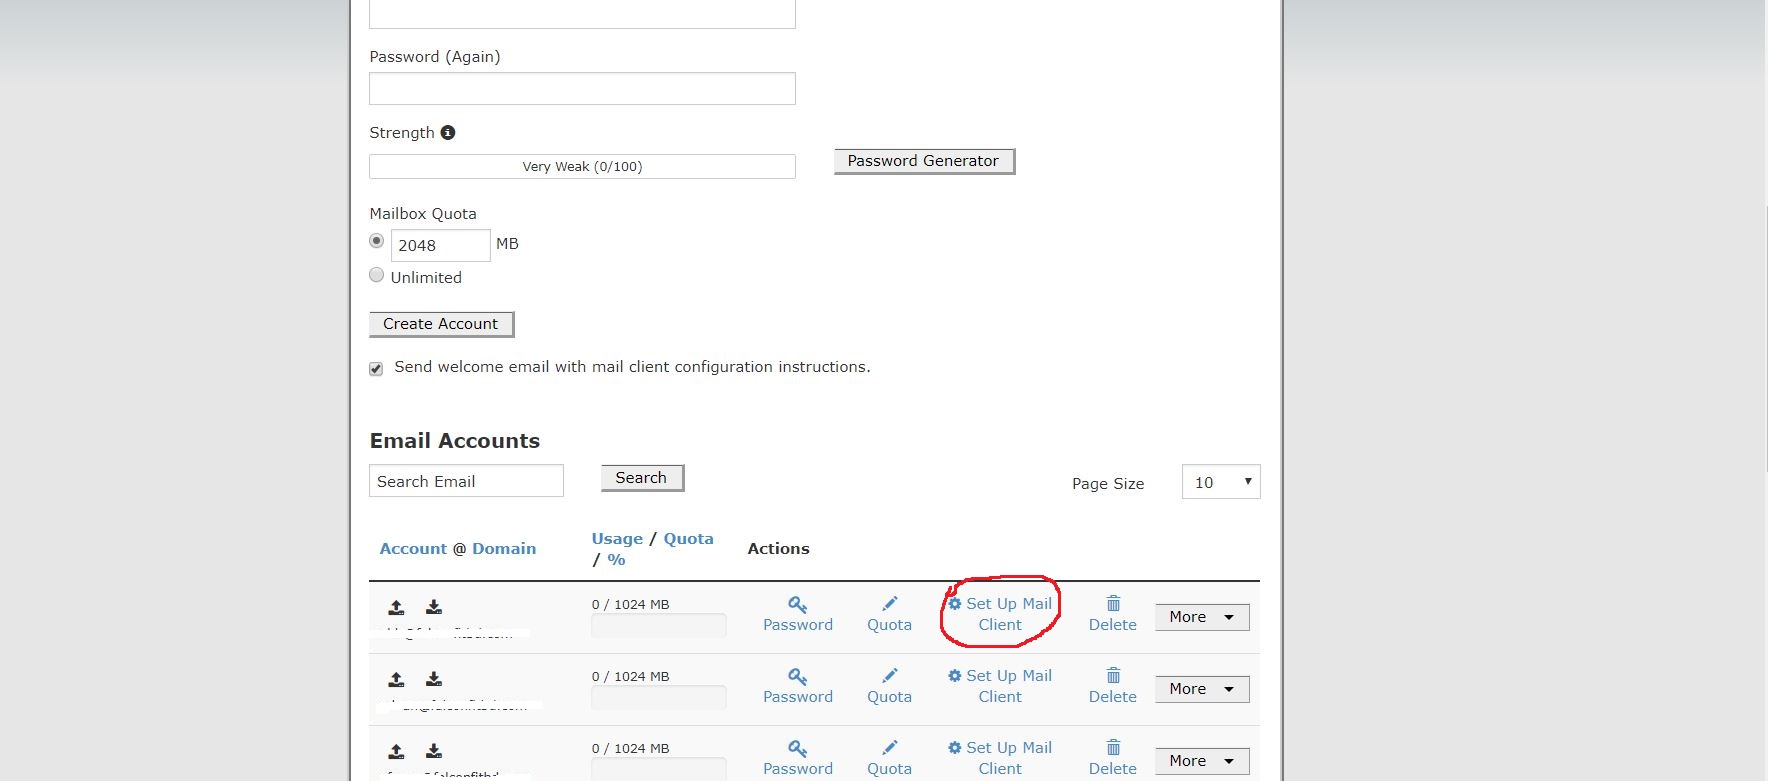 Password (Again)
Strength
Very Weak (0/100)
Password Generator
Mailbox Quota
2048 MB
Unlimited
Create Account
Send welcome email with mail client configuration instructions.
Email Accounts
Search Email Search Page Size 10
Account @ Domain Usage / Quota / % Actions
0 / 1024 MB
Password Quota Set Up Mail Client Delete More
0 / 1024 MB
Password Quota Set Up Mail Client Delete More
0 / 1024 MB
Password Quota Set Up Mail Client Delete More